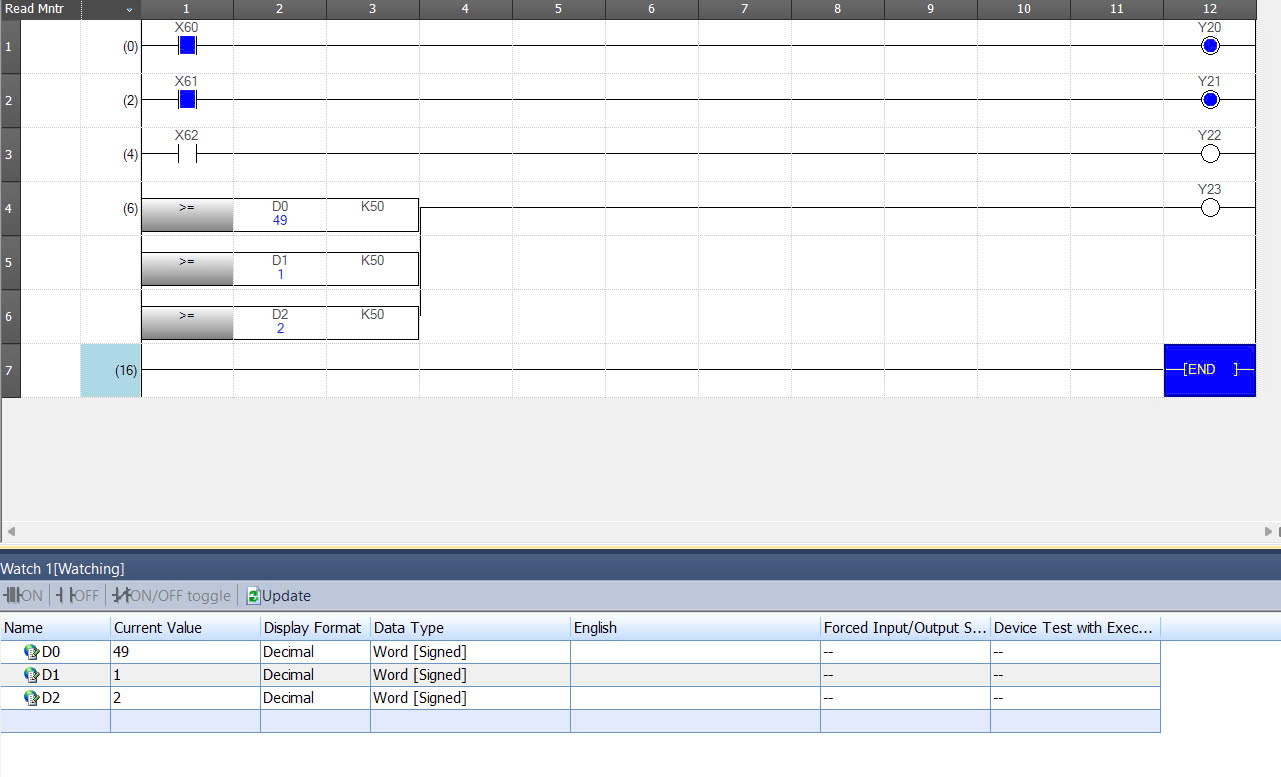 Read Mntr 1 2 3 4 5 6 7 8 9 10 11 12
X60 Y20
1 (0)
X61 Y21
2 (2)
X62 Y22
3 (4)
Y23
4 (6) >= D0 K50
49
5 >= D1 K50
1
6 >= D2 K50
2
7 (16) [END ]
Watch 1[Watching]
ON OFF ON/OFF toggle Update
Name Current Value Display Format Data Type English Forced Input/Output S... Device Test with Exec...
D0 49 Decimal Word [Signed] -- --
D1 1 Decimal Word [Signed] -- --
D2 2 Decimal Word [Signed] -- --